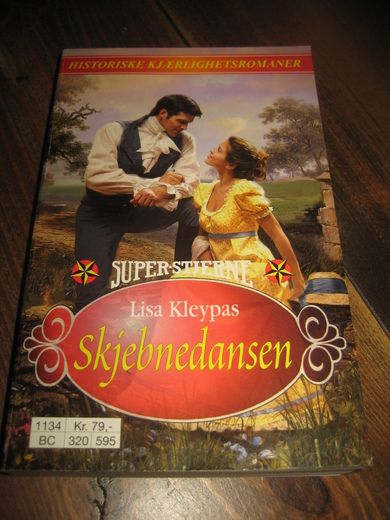 HISTORISKE KJÆRLIGHETSROMANER
SUPER-STJERNE
Lisa Kleypas
Skjebnedansen
1134 Kr. 79,-
BC 320 595